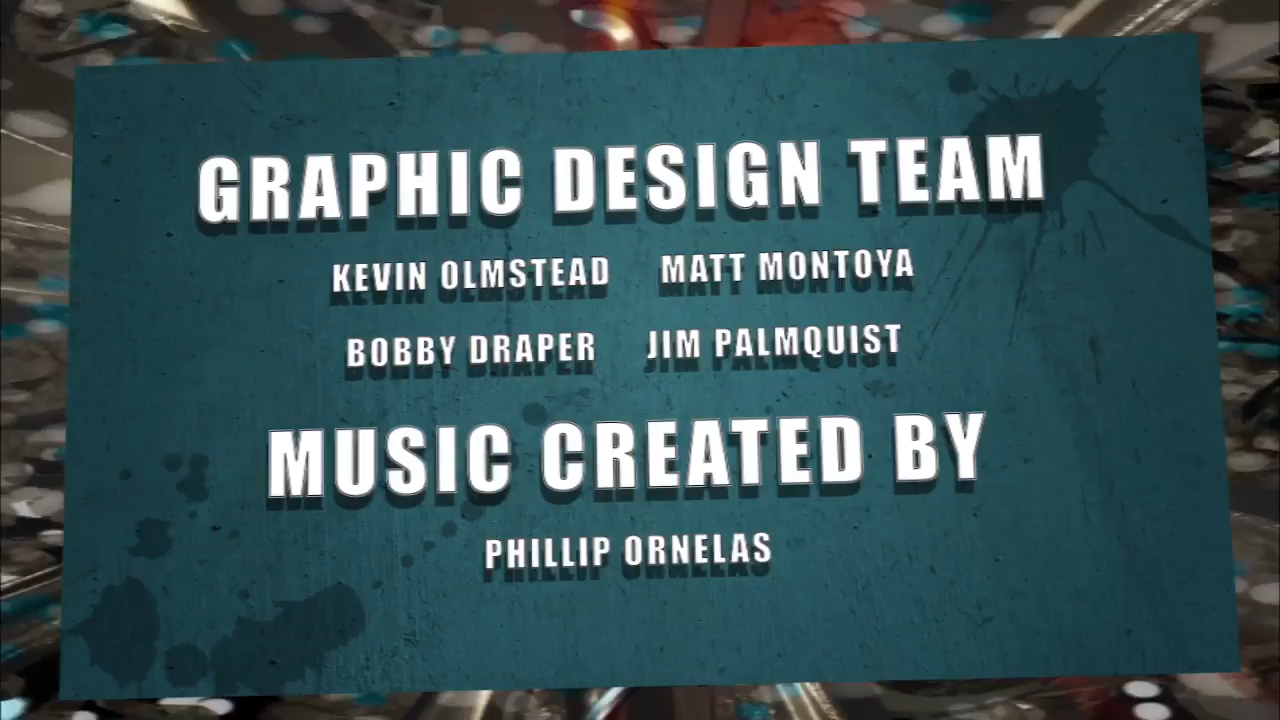 GRAPHIC DESIGN TEAM
KEVIN OLMSTEAD MATT MONTOYA
BOBBY DRAPER JIM PALMQUIST
MUSIC CREATED BY
PHILLIP ORNELAS